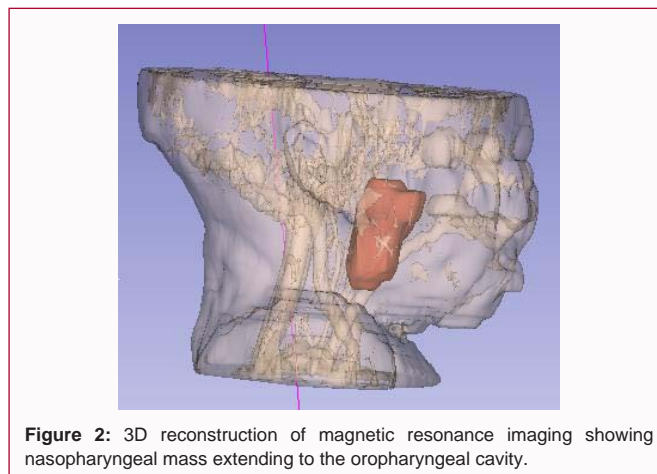 Figure 2: 3D reconstruction of magnetic resonance imaging showing
nasopharyngeal mass extending to the oropharyngeal cavity.